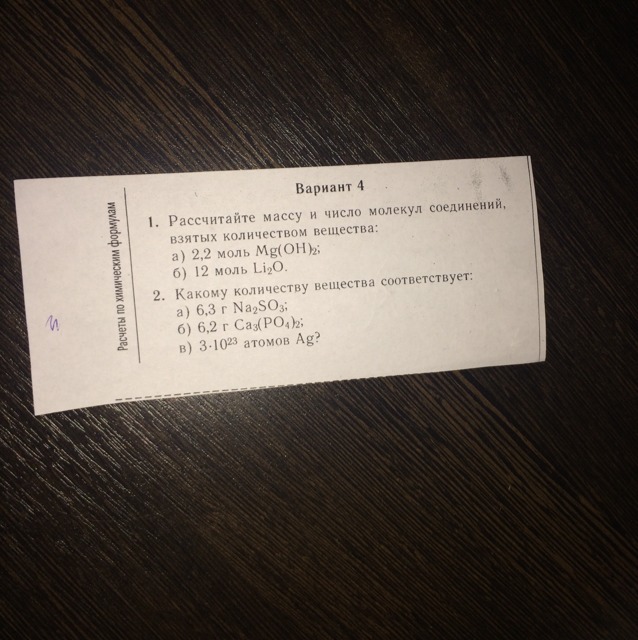 Вариант 4
Расчеты по химическим формулам
1. Рассчитайте массу и число молекул соединений,
взятых количеством вещества:
а) 2,2 моль Mg(OH)₂;
б) 12 моль Li₂O.
2. Какому количеству вещества соответствует:
а) 6,3 г Na₂SO₃;
б) 6,2 г Ca₃(PO₄)₂;
в) 3·10²³ атомов Ag?